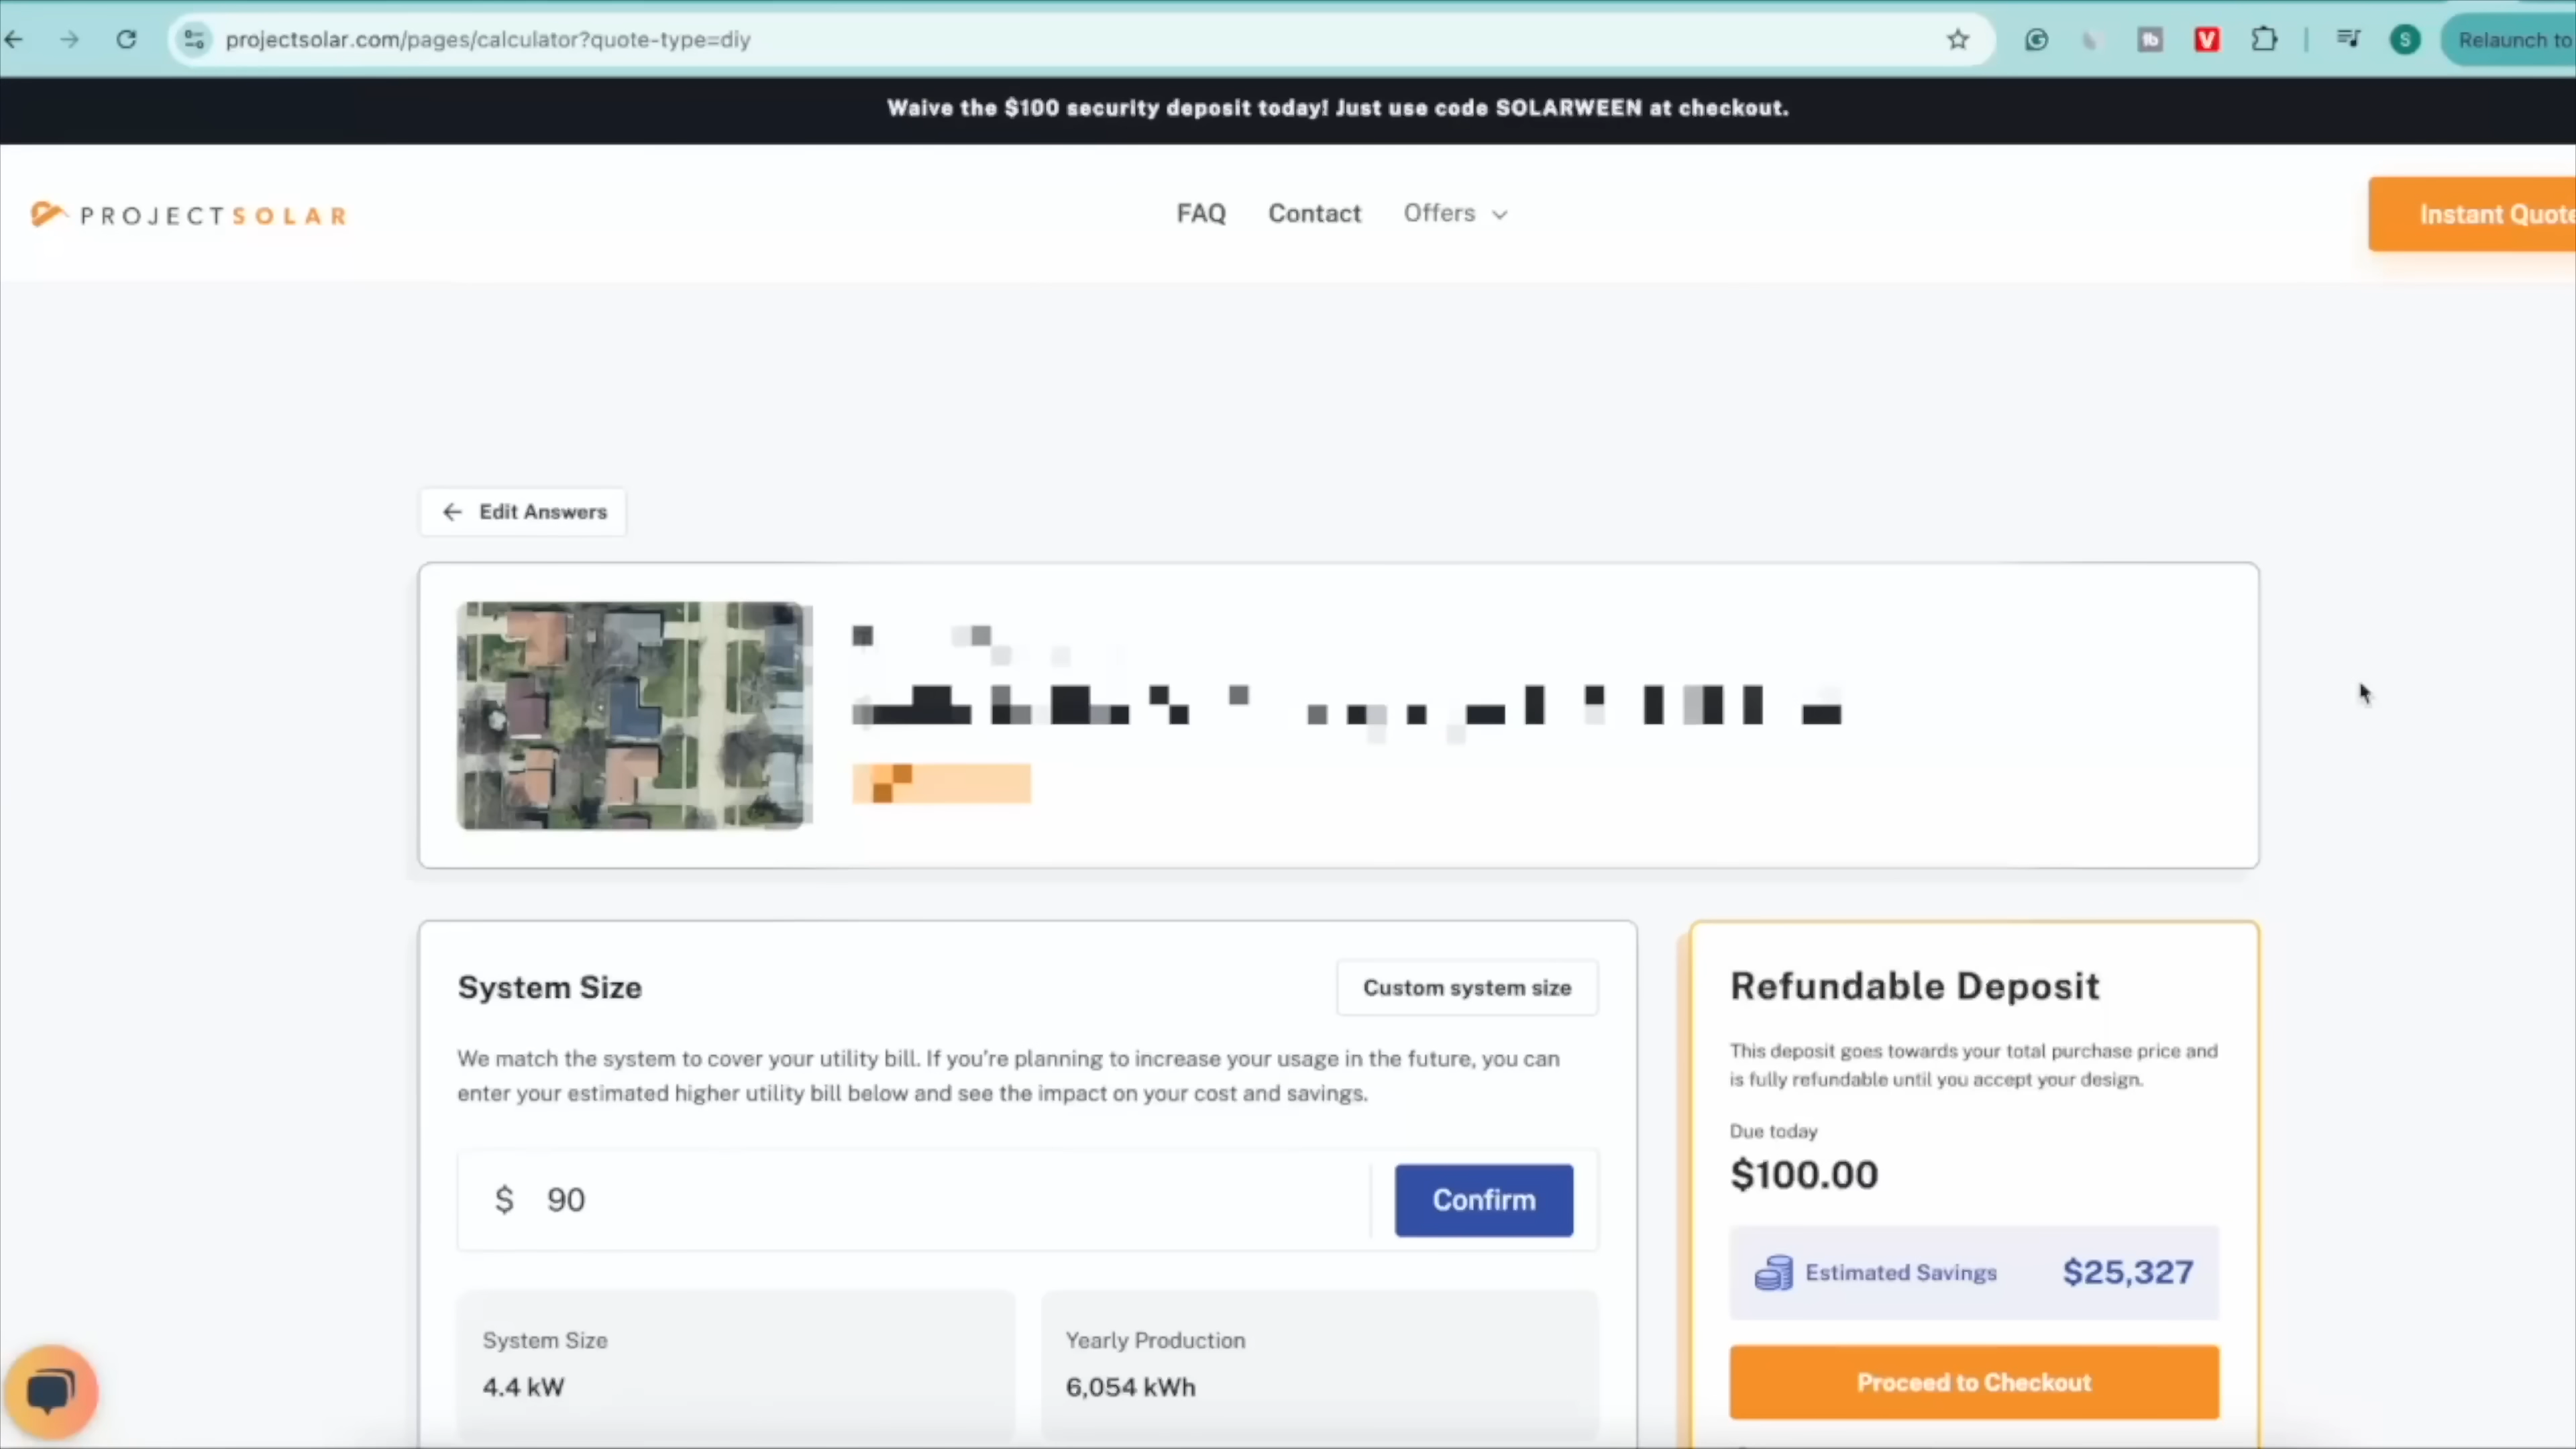 projectsolar.com/pages/calculator?quote-type=diy
S
Relaunch to
Waive the $100 security deposit today! Just use code SOLARWEEN at checkout.
PROJECTSOLAR
FAQ
Contact
Offers
Instant Quote
Edit Answers
System Size
Custom system size
We match the system to cover your utility bill. If you're planning to increase your usage in the future, you can
enter your estimated higher utility bill below and see the impact on your cost and savings.
$ 90
Confirm
System Size
4.4 kW
Yearly Production
6,054 kWh
Refundable Deposit
This deposit goes towards your total purchase price and
is fully refundable until you accept your design.
Due today
$100.00
Estimated Savings $25,327
Proceed to Checkout